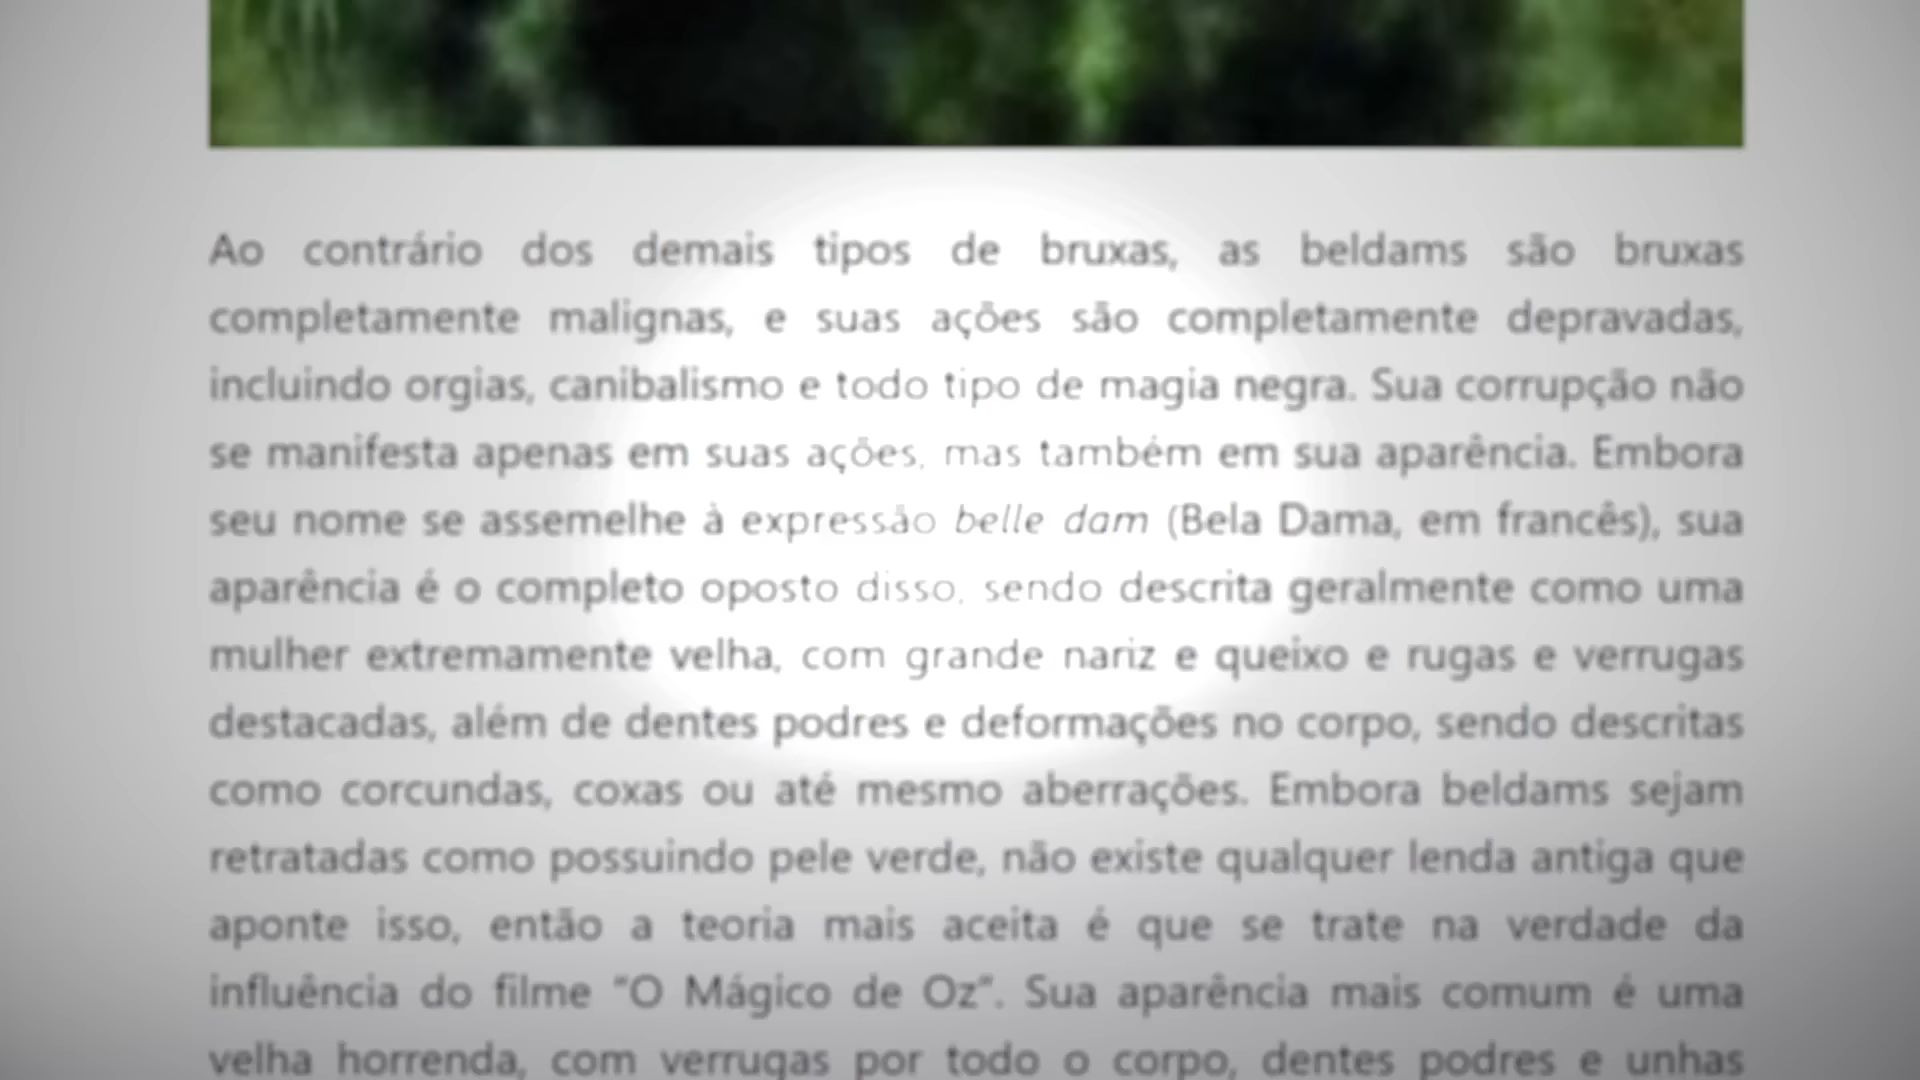 Ao contrário dos demais tipos de bruxas, as beldams são bruxas
completamente malignas, e suas ações são completamente depravadas,
incluindo orgias, canibalismo e todo tipo de magia negra. Sua corrupção não
se manifesta apenas em suas ações, mas também em sua aparência. Embora
seu nome se assemelhe à expressão belle dam (Bela Dama, em francês), sua
aparência é o completo oposto disso, sendo descrita geralmente como uma
mulher extremamente velha, com grande nariz e queixo e rugas e verrugas
destacadas, além de dentes podres e deformações no corpo, sendo descritas
como corcundas, coxas ou até mesmo aberrações. Embora beldams sejam
retratadas como possuindo pele verde, não existe qualquer lenda antiga que
aponte isso, então a teoria mais aceita é que se trate na verdade da
influência do filme "O Mágico de Oz". Sua aparência mais comum é uma
velha horrenda, com verrugas por todo o corpo, dentes podres e unhas